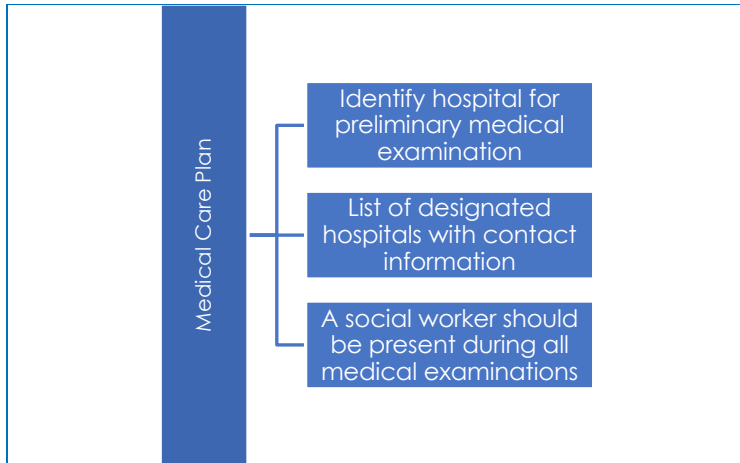 Medical Care Plan
Identify hospital for
preliminary medical
examination
List of designated
hospitals with contact
information
A social worker should
be present during all
medical examinations